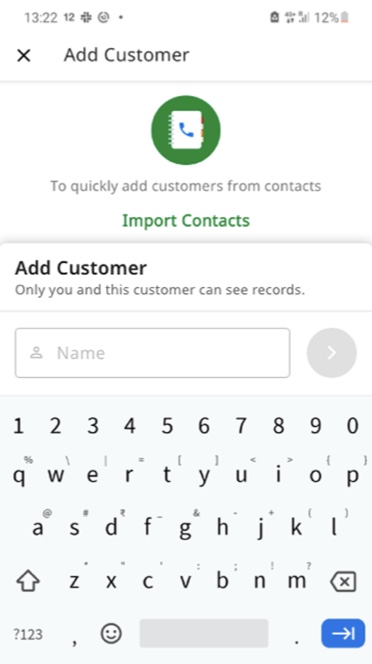 13:22 12 12%
Add Customer
To quickly add customers from contacts
Import Contacts
Add Customer
Only you and this customer can see records.
Name
1 2 3 4 5 6 7 8 9 0
% \ | = [ ] < > { }
q w e r t y u i o p
@ # ₹ _ & - + ( )
a s d f g h j k l
* " ' : ; ! ?
z x c v b n m
?123 , .